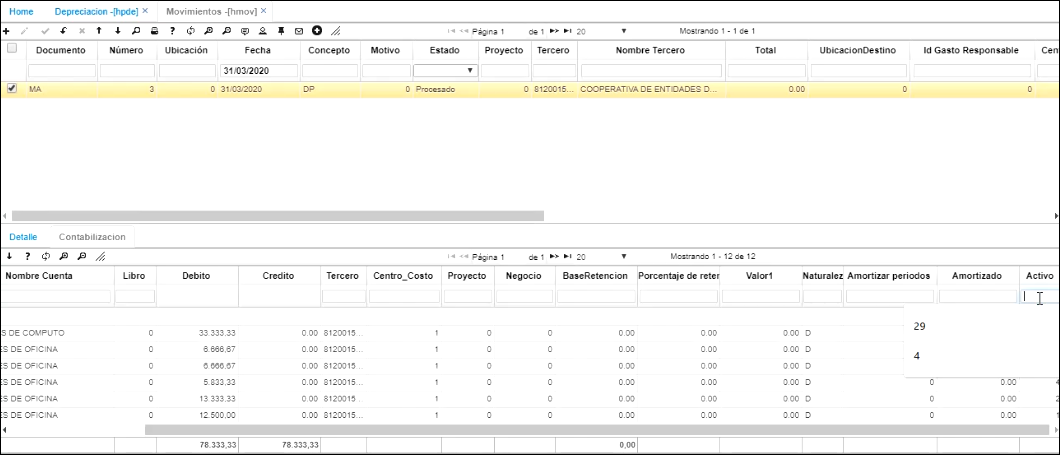 Home Depreciacion -[hpde] × Movimientos -[hmov] ×
Página 1 de 1 20 Mostrando 1 - 1 de 1
Documento Número Ubicación Fecha Concepto Motivo Estado Proyecto Tercero Nombre Tercero Total UbicacionDestino Id Gasto Responsable Cen
31/03/2020
MA 3 0 31/03/2020 DP 0 Procesado 0 8120015... COOPERATIVA DE ENTIDADES D... 0.00 0 0
Detalle Contabilizacion
Página 1 de 1 20 Mostrando 1 - 12 de 12
Nombre Cuenta Libro Debito Credito Tercero Centro_Costo Proyecto Negocio BaseRetencion Porcentaje de reter Valor1 Naturalez Amortizar periodos Amortizado Activo
29
S DE COMPUTO 0 33.333,33 0.00 8120015... 1 0 0 0.00 0.00 0.00 D
ES DE OFICINA 0 6.666,67 0.00 8120015... 1 0 0 0.00 0.00 0.00 D
4
ES DE OFICINA 0 6.666,67 0.00 8120015... 1 0 0 0.00 0.00 0.00 D
ES DE OFICINA 0 5.833,33 0.00 8120015... 1 0 0 0.00 0.00 0.00 D 0 0.00 4
ES DE OFICINA 0 13.333,33 0.00 8120015... 1 0 0 0.00 0.00 0.00 D 0 0.00 2
ES DE OFICINA 0 12.500,00 0.00 8120015... 1 0 0 0.00 0.00 0.00 D 0 0.00 1
78.333,33 78.333,33 0,00